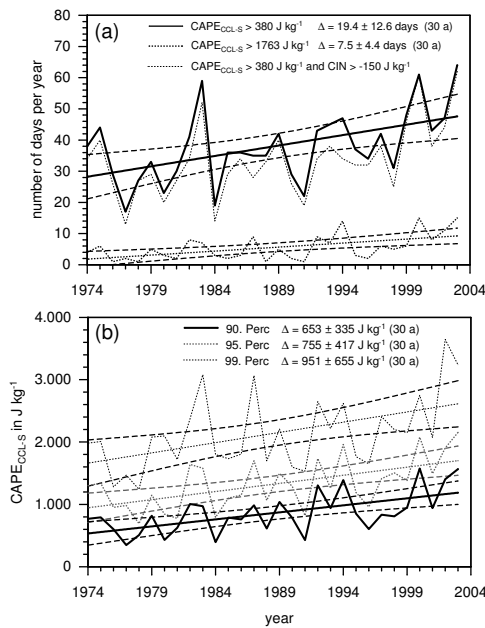 (a)
CAPE_CCL-S > 380 J kg⁻¹ Δ = 19.4 ± 12.6 days (30 a)
CAPE_CCL-S > 1763 J kg⁻¹ Δ = 7.5 ± 4.4 days (30 a)
CAPE_CCL-S > 380 J kg⁻¹ and CIN > -150 J kg⁻¹
number of days per year
80
70
60
50
40
30
20
10
0
1974 1979 1984 1989 1994 1999 2004
(b)
90. Perc Δ = 653 ± 335 J kg⁻¹ (30 a)
95. Perc Δ = 755 ± 417 J kg⁻¹ (30 a)
99. Perc Δ = 951 ± 655 J kg⁻¹ (30 a)
CAPE_CCL-S in J kg⁻¹
4.000
3.000
2.000
1.000
0
1974 1979 1984 1989 1994 1999 2004
year